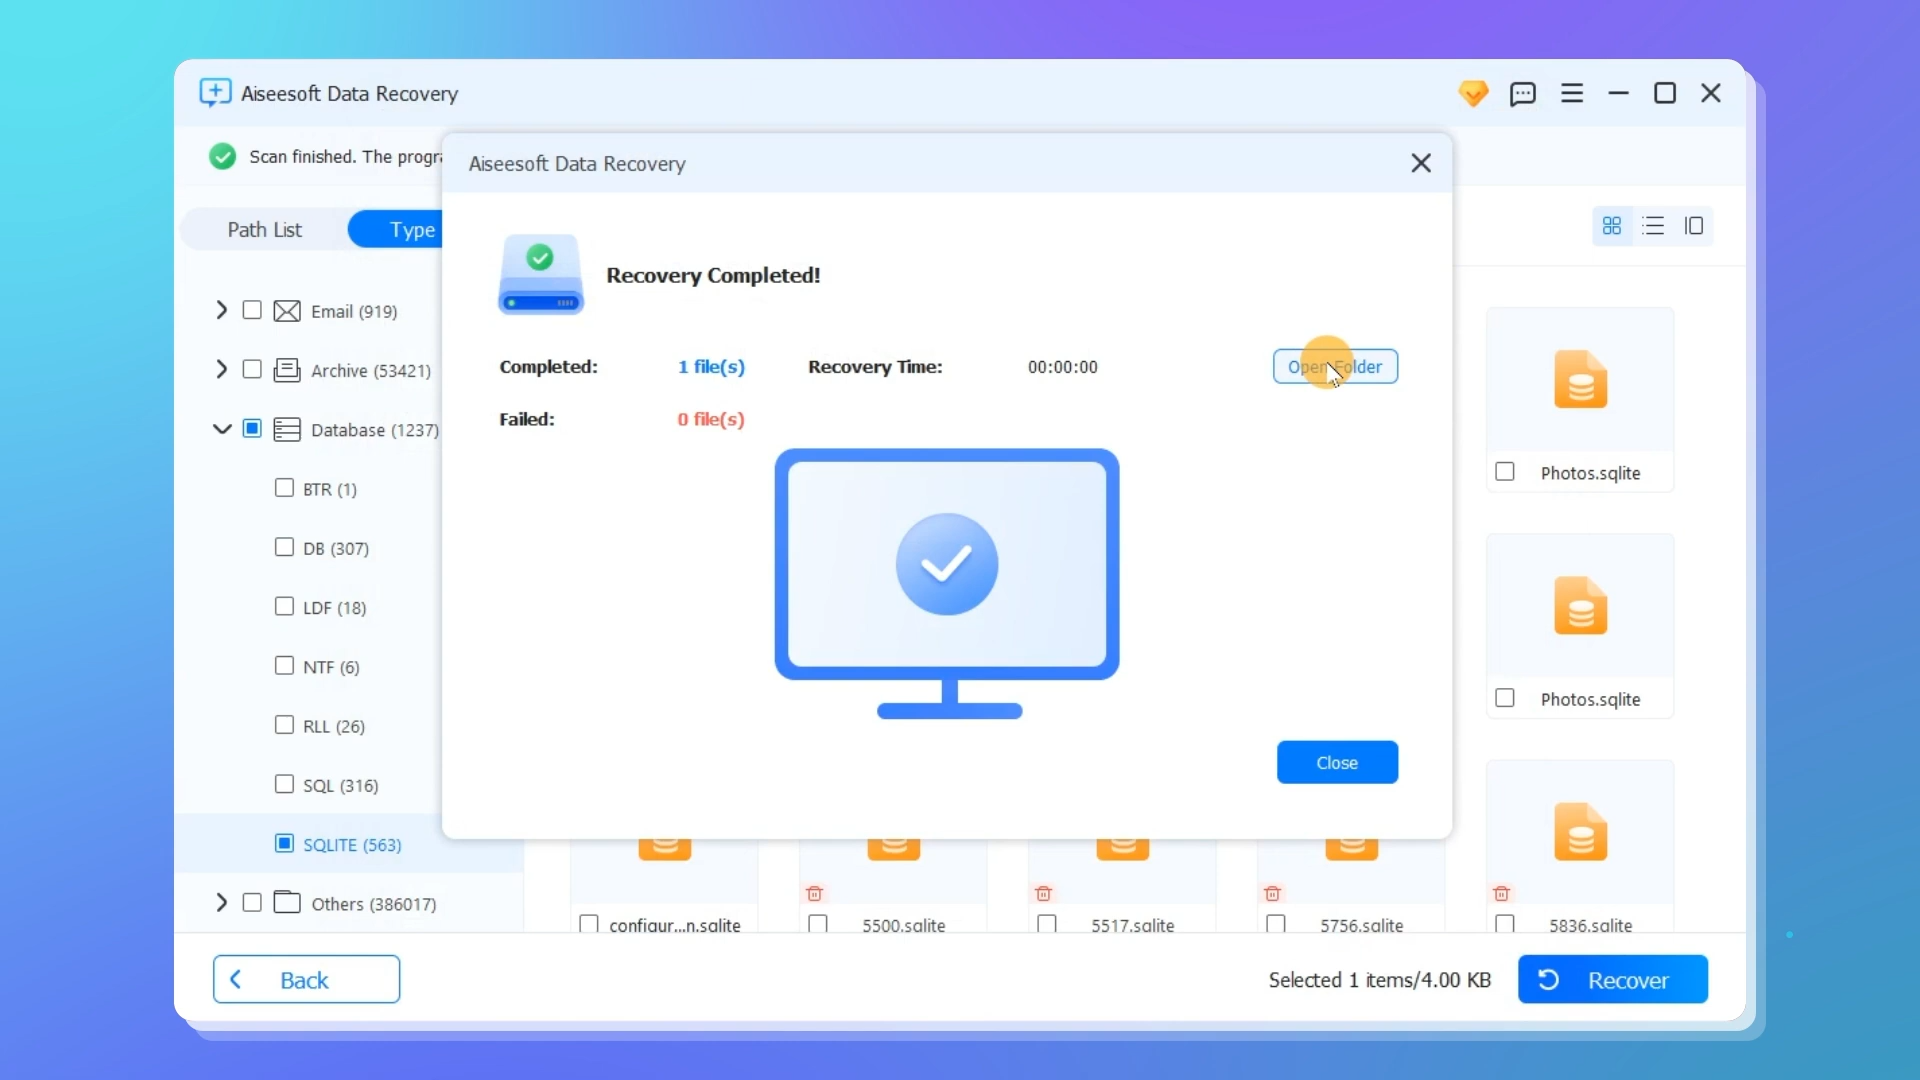 Aiseesoft Data Recovery
Scan finished. The progra
Aiseesoft Data Recovery
Path List
Type
Recovery Completed!
Completed:
1 file(s)
Recovery Time:
00:00:00
Open Folder
Failed:
0 file(s)
Email (919)
Archive (53421)
Database (1237)
BTR (1)
DB (307)
LDF (18)
NTF (6)
RLL (26)
SQL (316)
SQLITE (563)
Others (386017)
Photos.sqlite
Photos.sqlite
Close
configur...n.sqlite
5500.sqlite
5517.sqlite
5756.sqlite
5836.sqlite
Back
Selected 1 items/4.00 KB
Recover